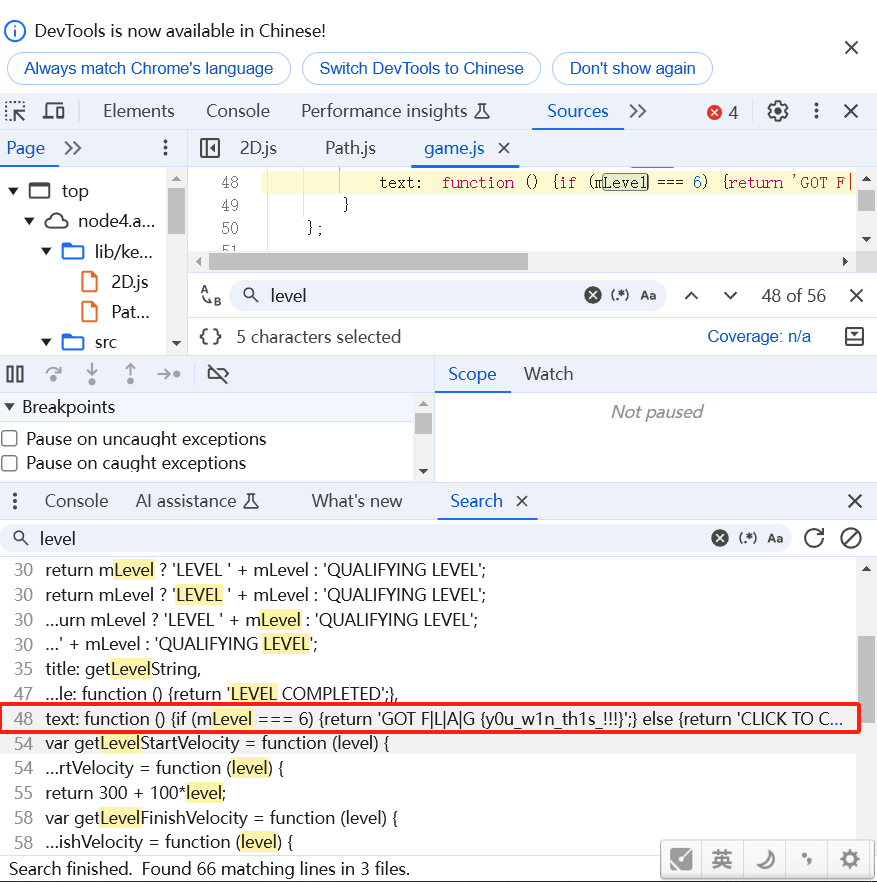 DevTools is now available in Chinese!
Always match Chrome's language Switch DevTools to Chinese Don't show again
Elements Console Performance insights Sources 4
Page 2D.js Path.js game.js
top
node4.a...
lib/ke...
2D.js
Pat...
src
48 text: function () {if (mLevel === 6) {return 'GOT F|
49 }
50 };
51
level 48 of 56
{} 5 characters selected Coverage: n/a
Scope Watch
Breakpoints
Not paused
Pause on uncaught exceptions
Pause on caught exceptions
Console AI assistance What's new Search
level
30 return mLevel ? 'LEVEL ' + mLevel : 'QUALIFYING LEVEL';
30 return mLevel ? 'LEVEL ' + mLevel : 'QUALIFYING LEVEL';
30 ...urn mLevel ? 'LEVEL ' + mLevel : 'QUALIFYING LEVEL';
30 ...' + mLevel : 'QUALIFYING LEVEL';
35 title: getLevelString,
47 ...le: function () {return 'LEVEL COMPLETED';},
48 text: function () {if (mLevel === 6) {return 'GOT F|L|A|G {y0u_w1n_th1s_!!!}';} else {return 'CLICK TO C...
54 var getLevelStartVelocity = function (level) {
54 ...rtVelocity = function (level) {
55 return 300 + 100*level;
58 var getLevelFinishVelocity = function (level) {
58 ...ishVelocity = function (level) {
Search finished. Found 66 matching lines in 3 files.
英